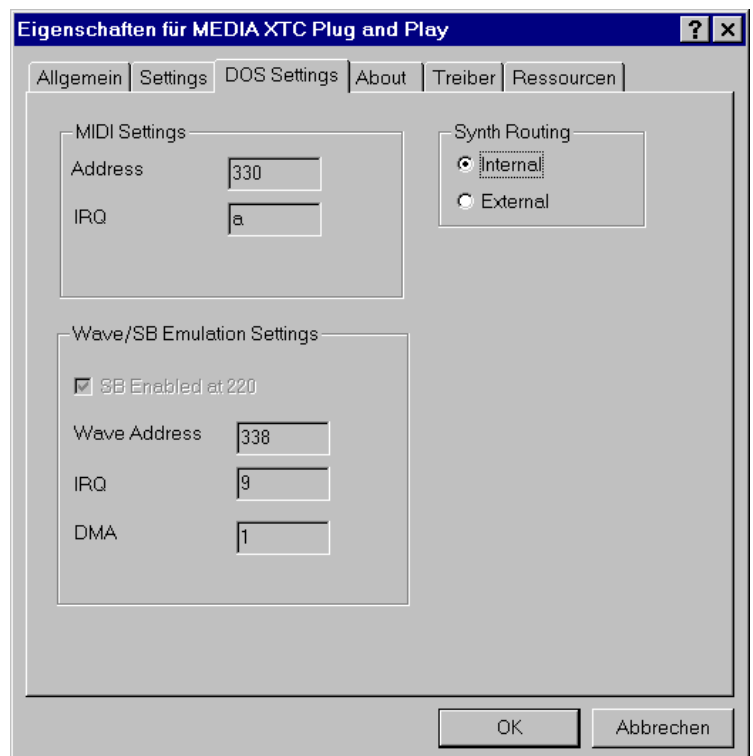 Eigenschaften für MEDIA XTC Plug and Play
Allgemein Settings DOS Settings About Treiber Ressourcen
MIDI Settings
Address 330
IRQ a
Synth Routing
Internal
External
Wave/SB Emulation Settings
SB Enabled at 220
Wave Address 338
IRQ 9
DMA 1
OK Abbrechen